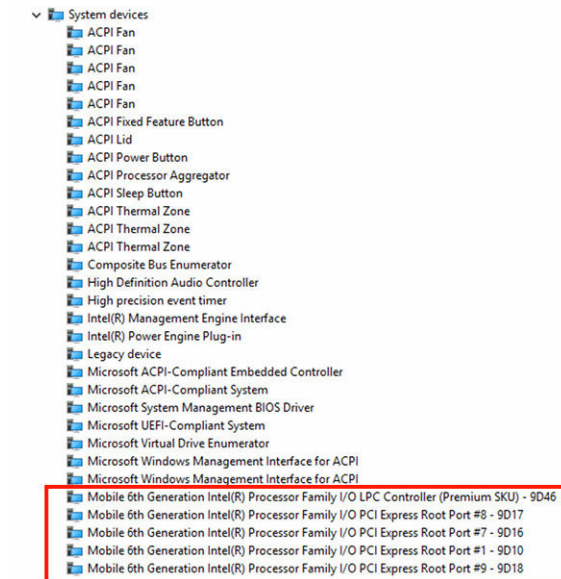 System devices
ACPI Fan
ACPI Fan
ACPI Fan
ACPI Fan
ACPI Fan
ACPI Fixed Feature Button
ACPI Lid
ACPI Power Button
ACPI Processor Aggregator
ACPI Sleep Button
ACPI Thermal Zone
ACPI Thermal Zone
ACPI Thermal Zone
Composite Bus Enumerator
High Definition Audio Controller
High precision event timer
Intel(R) Management Engine Interface
Intel(R) Power Engine Plug-in
Legacy device
Microsoft ACPI-Compliant Embedded Controller
Microsoft ACPI-Compliant System
Microsoft System Management BIOS Driver
Microsoft UEFI-Compliant System
Microsoft Virtual Drive Enumerator
Microsoft Windows Management Interface for ACPI
Microsoft Windows Management Interface for ACPI
Mobile 6th Generation Intel(R) Processor Family I/O LPC Controller (Premium SKU) - 9D46
Mobile 6th Generation Intel(R) Processor Family I/O PCI Express Root Port #8 - 9D17
Mobile 6th Generation Intel(R) Processor Family I/O PCI Express Root Port #7 - 9D16
Mobile 6th Generation Intel(R) Processor Family I/O PCI Express Root Port #1 - 9D10
Mobile 6th Generation Intel(R) Processor Family I/O PCI Express Root Port #9 - 9D18